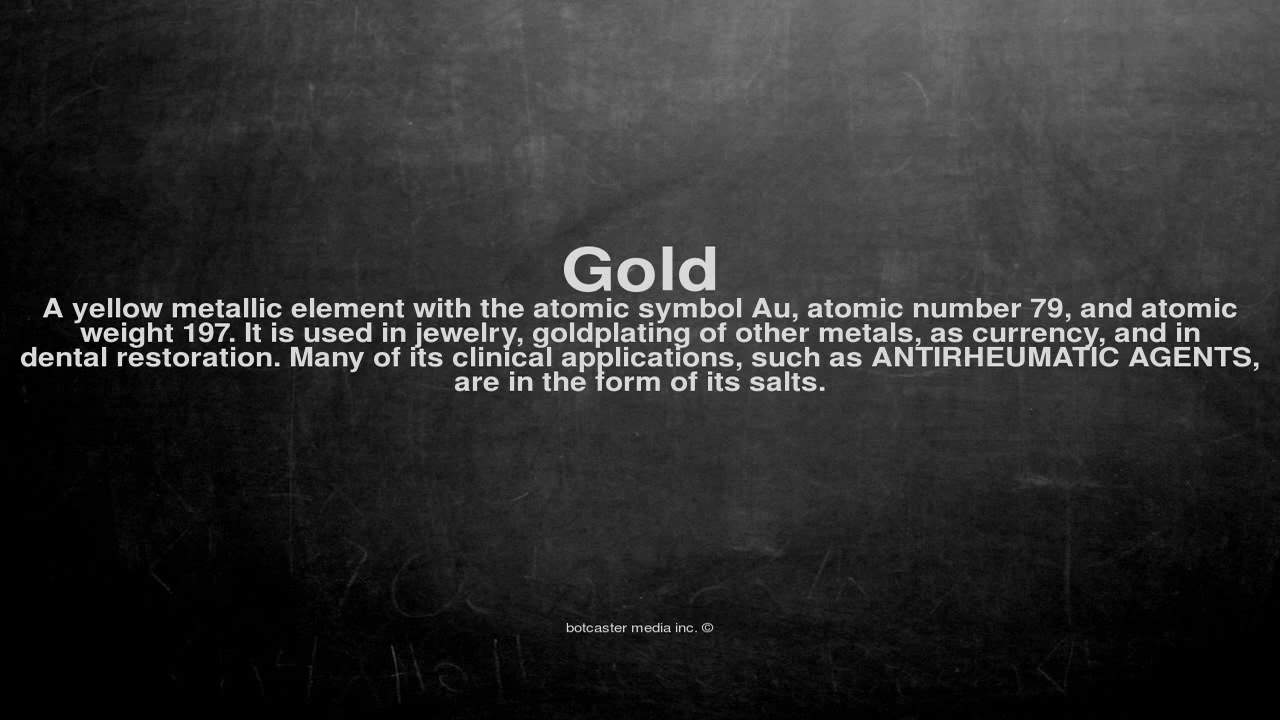 Gold
A yellow metallic element with the atomic symbol Au, atomic number 79, and atomic
weight 197. It is used in jewelry, goldplating of other metals, as currency, and in
dental restoration. Many of its clinical applications, such as ANTIRHEUMATIC AGENTS,
are in the form of its salts.
botcaster media inc. ©